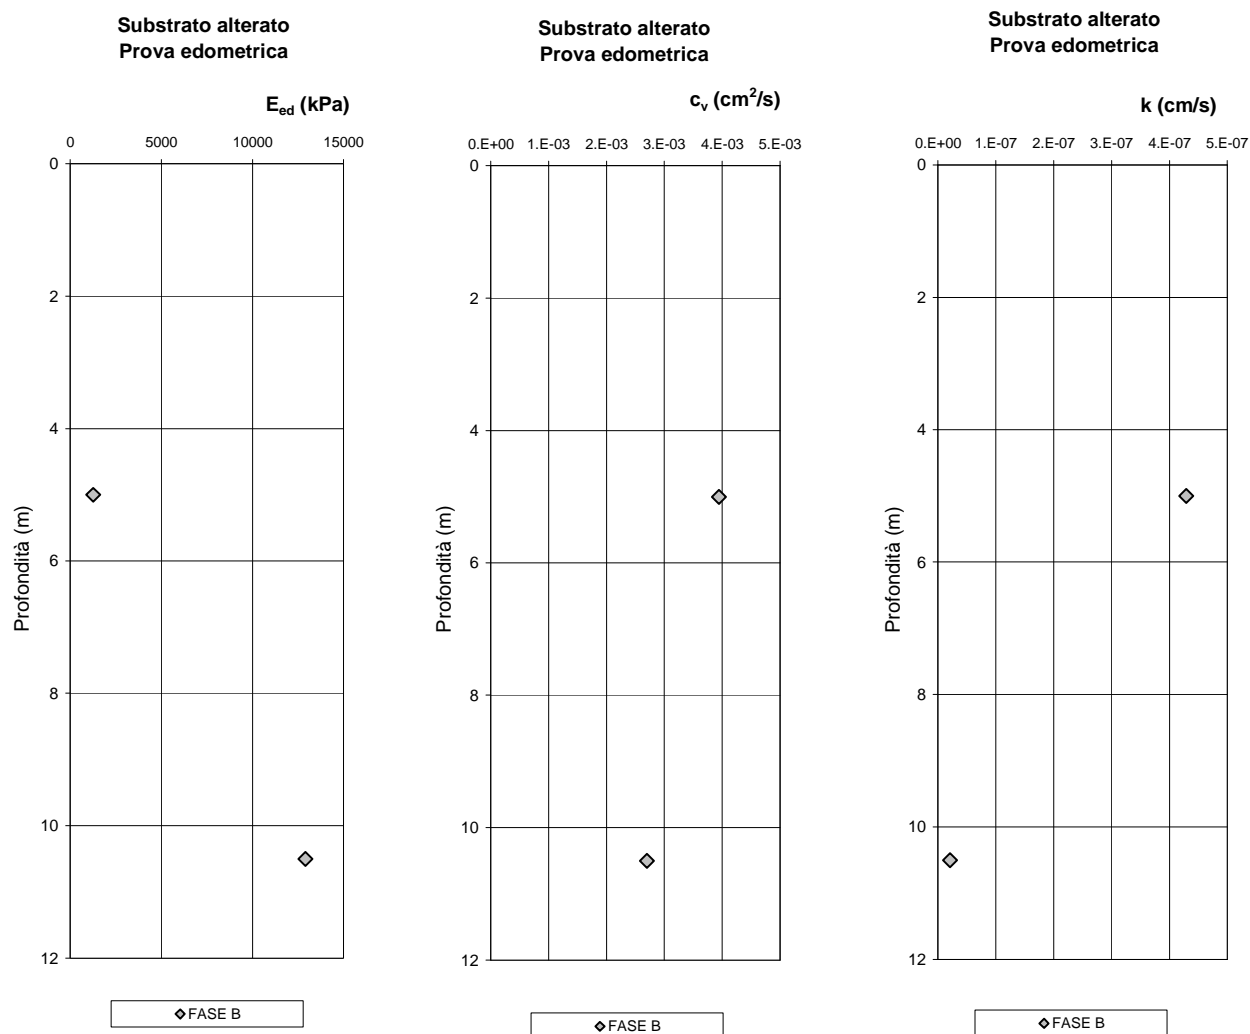 Substrato alterato
Prova edometrica
E_ed (kPa)
0 5000 10000 15000
0
2
4
6
8
10
12
Profondità (m)
FASE B
Substrato alterato
Prova edometrica
c_v (cm²/s)
0.E+00 1.E-03 2.E-03 3.E-03 4.E-03 5.E-03
0
2
4
6
8
10
12
Profondità (m)
FASE B
Substrato alterato
Prova edometrica
k (cm/s)
0.E+00 1.E-07 2.E-07 3.E-07 4.E-07 5.E-07
0
2
4
6
8
10
12
Profondità (m)
FASE B